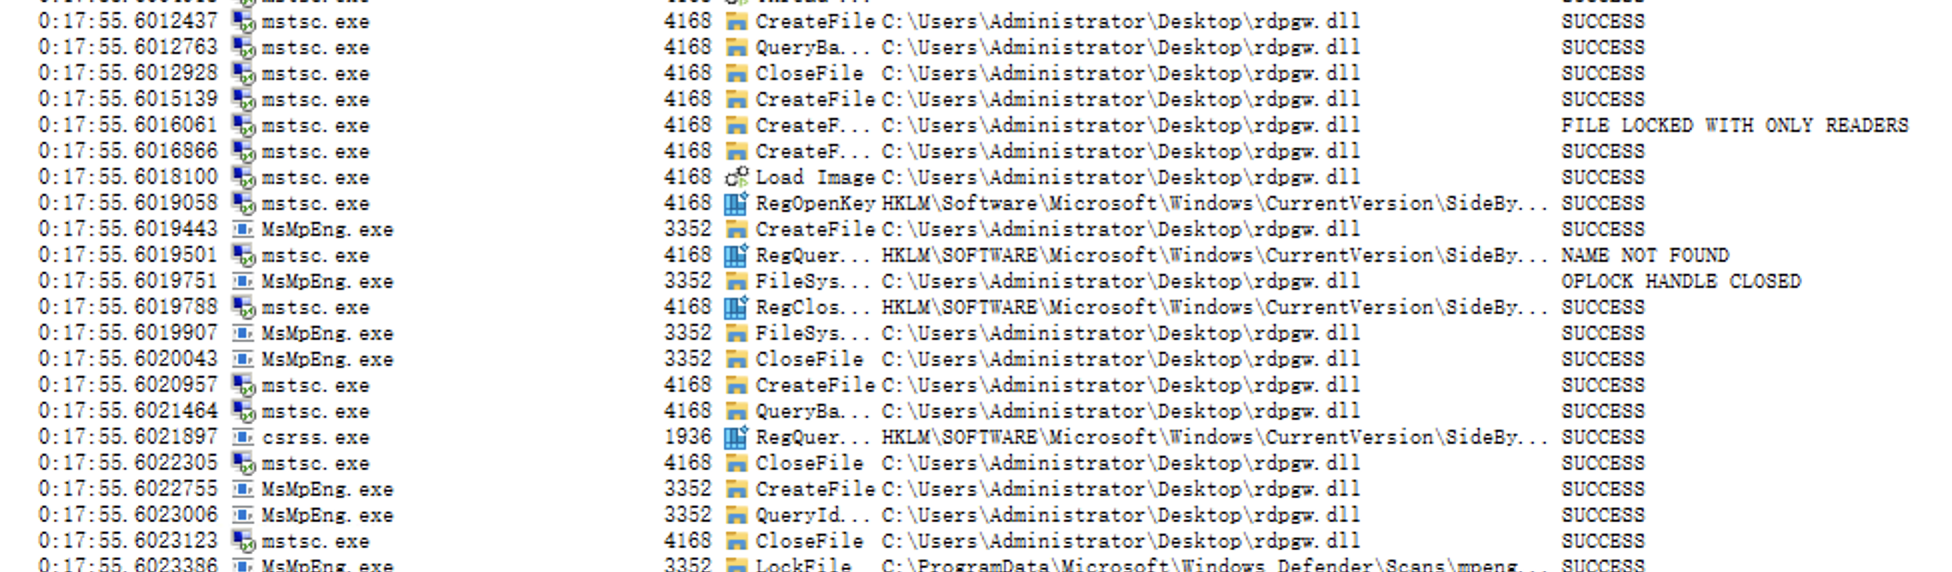 0:17:55.6012437 mstsc.exe 4168 CreateFile C:\Users\Administrator\Desktop\rdpgw.dll SUCCESS
0:17:55.6012763 mstsc.exe 4168 QueryBa... C:\Users\Administrator\Desktop\rdpgw.dll SUCCESS
0:17:55.6012928 mstsc.exe 4168 CloseFile C:\Users\Administrator\Desktop\rdpgw.dll SUCCESS
0:17:55.6015139 mstsc.exe 4168 CreateFile C:\Users\Administrator\Desktop\rdpgw.dll SUCCESS
0:17:55.6016061 mstsc.exe 4168 CreateF... C:\Users\Administrator\Desktop\rdpgw.dll FILE LOCKED WITH ONLY READERS
0:17:55.6016866 mstsc.exe 4168 CreateF... C:\Users\Administrator\Desktop\rdpgw.dll SUCCESS
0:17:55.6018100 mstsc.exe 4168 Load Image C:\Users\Administrator\Desktop\rdpgw.dll SUCCESS
0:17:55.6019058 mstsc.exe 4168 RegOpenKey HKLM\Software\Microsoft\Windows\CurrentVersion\SideBy... SUCCESS
0:17:55.6019443 MsMpEng.exe 3352 CreateFile C:\Users\Administrator\Desktop\rdpgw.dll SUCCESS
0:17:55.6019501 mstsc.exe 4168 RegQuer... HKLM\SOFTWARE\Microsoft\Windows\CurrentVersion\SideBy... NAME NOT FOUND
0:17:55.6019751 MsMpEng.exe 3352 FileSys... C:\Users\Administrator\Desktop\rdpgw.dll OPLOCK HANDLE CLOSED
0:17:55.6019788 mstsc.exe 4168 RegClos... HKLM\SOFTWARE\Microsoft\Windows\CurrentVersion\SideBy... SUCCESS
0:17:55.6019907 MsMpEng.exe 3352 FileSys... C:\Users\Administrator\Desktop\rdpgw.dll SUCCESS
0:17:55.6020043 MsMpEng.exe 3352 CloseFile C:\Users\Administrator\Desktop\rdpgw.dll SUCCESS
0:17:55.6020957 mstsc.exe 4168 CreateFile C:\Users\Administrator\Desktop\rdpgw.dll SUCCESS
0:17:55.6021464 mstsc.exe 4168 QueryBa... C:\Users\Administrator\Desktop\rdpgw.dll SUCCESS
0:17:55.6021897 csrss.exe 1936 RegQuer... HKLM\SOFTWARE\Microsoft\Windows\CurrentVersion\SideBy... SUCCESS
0:17:55.6022305 mstsc.exe 4168 CloseFile C:\Users\Administrator\Desktop\rdpgw.dll SUCCESS
0:17:55.6022755 MsMpEng.exe 3352 CreateFile C:\Users\Administrator\Desktop\rdpgw.dll SUCCESS
0:17:55.6023006 MsMpEng.exe 3352 QueryId... C:\Users\Administrator\Desktop\rdpgw.dll SUCCESS
0:17:55.6023123 mstsc.exe 4168 CloseFile C:\Users\Administrator\Desktop\rdpgw.dll SUCCESS
0:17:55.6023386 MsMpEng.exe 3352 LockFile C:\ProgramData\Microsoft\Windows Defender\Scans\mpeng... SUCCESS